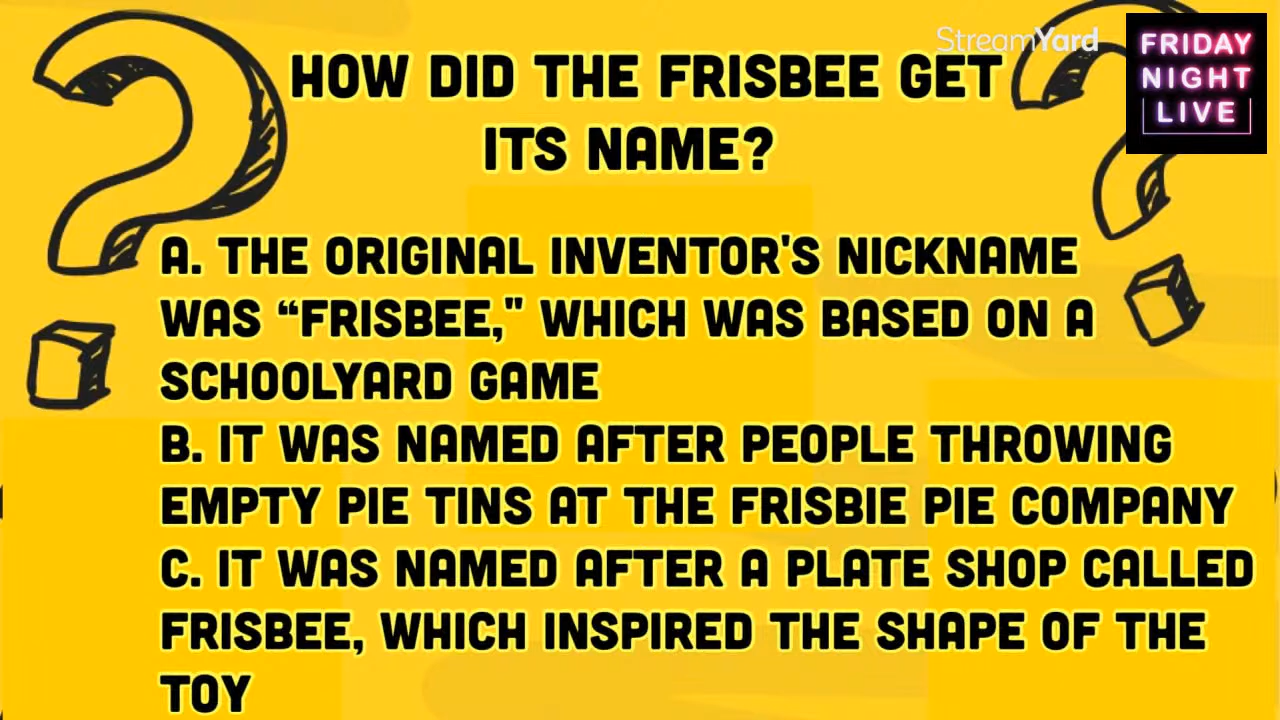 StreamYard
FRIDAY
NIGHT
LIVE
HOW DID THE FRISBEE GET
ITS NAME?
A. THE ORIGINAL INVENTOR'S NICKNAME
WAS “FRISBEE," WHICH WAS BASED ON A
SCHOOLYARD GAME
B. IT WAS NAMED AFTER PEOPLE THROWING
EMPTY PIE TINS AT THE FRISBIE PIE COMPANY
C. IT WAS NAMED AFTER A PLATE SHOP CALLED
FRISBEE, WHICH INSPIRED THE SHAPE OF THE
TOY